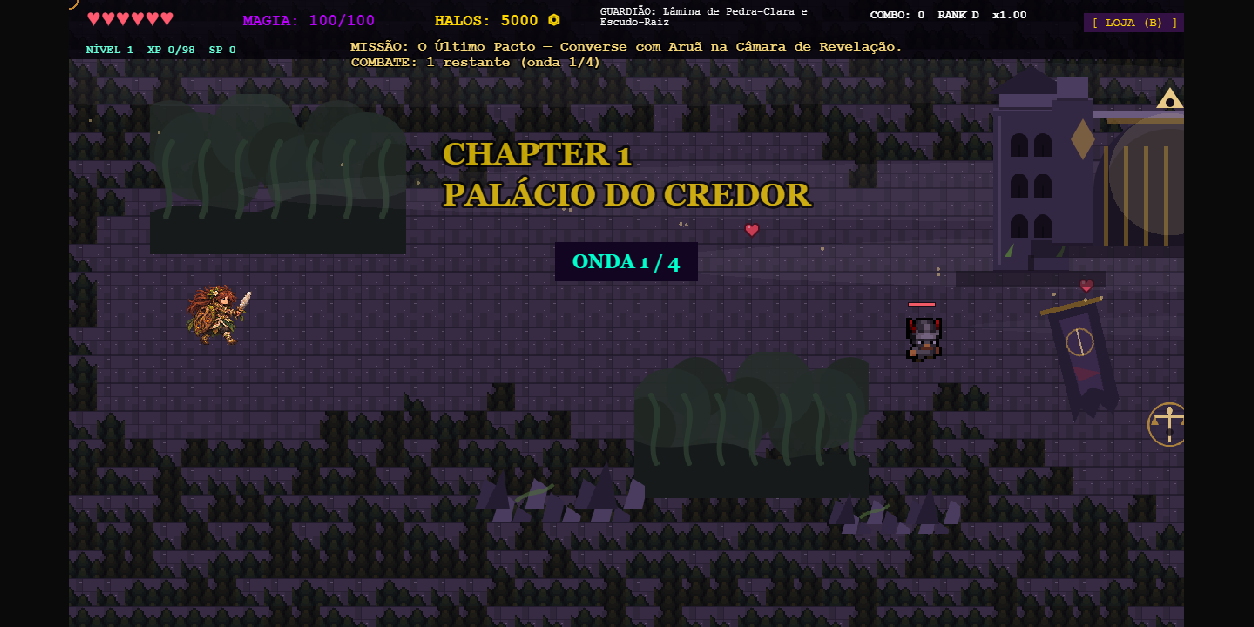 MAGIA: 100/100
HALOS: 5000
GUARDIÃO: Lâmina de Pedra-Clara e
Escudo-Raiz
COMBO: 0 RANK D x1.00
[ LOJA (B) ]
NÍVEL 1 XP 0/98 SP 0
MISSÃO: O Último Pacto — Converse com Aruã na Câmara de Revelação.
COMBATE: 1 restante (onda 1/4)
CHAPTER 1
PALÁCIO DO CREDOR
ONDA 1 / 4